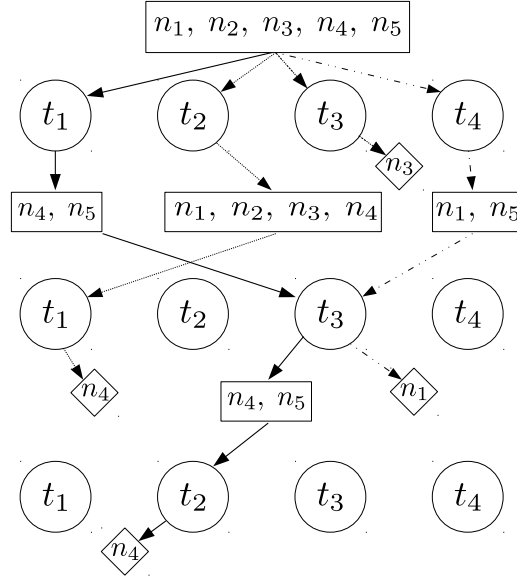 n₁, n₂, n₃, n₄, n₅
t₁ t₂ t₃ t₄
n₃
n₄, n₅ n₁, n₂, n₃, n₄ n₁, n₅
t₁ t₂ t₃ t₄
n₄ n₁
n₄, n₅
t₁ t₂ t₃ t₄
n₄